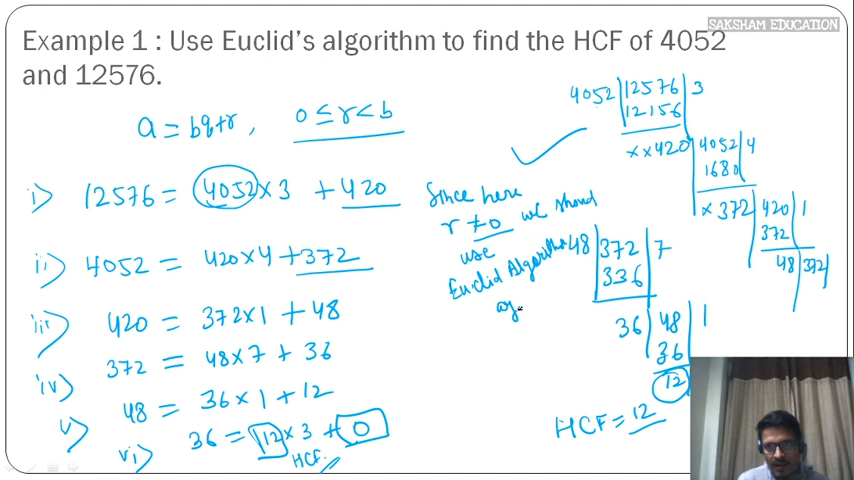 SAKSHAM EDUCATION
Example 1 : Use Euclid's algorithm to find the HCF of 4052
and 12576.
a = bq+r, 0 ≤ r < b
i) 12576 = 4052 × 3 + 420
ii) 4052 = 420 × 4 + 372
iii) 420 = 372 × 1 + 48
iv) 372 = 48 × 7 + 36
v) 48 = 36 × 1 + 12
vi) 36 = 12 × 3 + 0
HCF
Since here
r ≠ 0 we should
use
Euclid Algorithm
ag
4052 12576 3
12156
××420 4052 4
1680
×372 420 1
372
48 372
48 372 7
336
36 48 1
36
12
HCF = 12